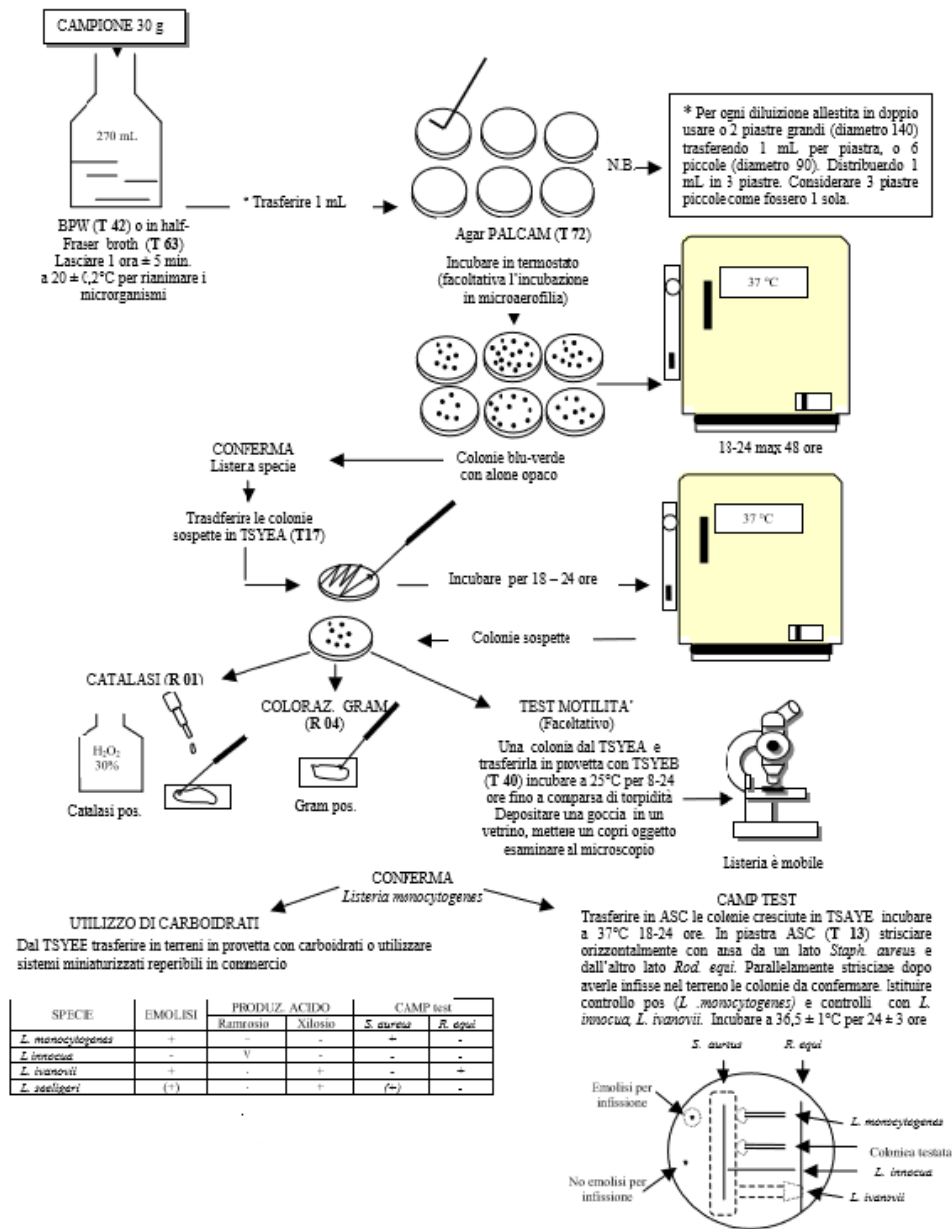 CAMPIONE 30 g
270 mL
BPW (T 42) o in half-
Fraser broth (T 63)
Lasciare 1 ora ± 5 min.
a 20 ± 0,2°C per rianimare i
microrganismi
* Trasferire 1 mL
Agar PALCAM (T 72)
N.B.
* Per ogni diluizione allestita in doppio
usare o 2 piastre grandi (diametro 140)
trasferendo 1 mL per piastra, o 6
piccole (diametro 90). Distribuendo 1
mL in 3 piastre. Considerare 3 piastre
piccole come fossero 1 sola.
Incubare in termostato
(facoltativa l'incubazione
in microaerofilia)
37 °C
18-24 max 48 ore
Colonie blu-verde
con alone opaco
CONFERMA
Listeria specie
Trasdferire le colonie
sospette in TSYEA (T17)
Incubare per 18 – 24 ore
37 °C
Colonie sospette
CATALASI (R 01)
H₂O₂
30%
Catalasi pos.
COLORAZ. GRAM
(R 04)
Gram pos.
TEST MOTILITA'
(Facoltativo)
Una colonia dal TSYEA e
trasferirla in provetta con TSYEB
(T 40) incubare a 25°C per 8-24
ore fino a comparsa di torpidità
Depositare una goccia in un
vetrino, mettere un copri oggetto
esaminare al microscopio
Listeria è mobile
CONFERMA
Listeria monocytogenes
UTILIZZO DI CARBOIDRATI
Dal TSYEE trasferire in terreni in provetta con carboidrati o utilizzare
sistemi miniaturizzati reperibili in commercio
SPECIE EMOLISI PRODUZ. ACIDO CAMP test
Ramrosio Xilosio S. aureus R. equi
L. monocytogenes + - + -
L innocua - V - - -
L. ivanovii + . + - +
L. seeligeri (+) . + (+) -
CAMP TEST
Trasferire in ASC le colonie cresciute in TSAYE incubare
a 37°C 18-24 ore. In piastra ASC (T 13) strisciare
orizzontalmente con ansa da un lato Staph. aureus e
dall'altro lato Rod. equi. Parallelamente strisciare dopo
averle infisse nel terreno le colonie da confermare. Istituire
controllo pos (L .monocytogenes) e controlli con L.
innocua, L. ivanovii. Incubare a 36,5 ± 1°C per 24 ± 3 ore
S. aureus R. equi
Emolisi per
infissione
No emolisi per
infissione
L. monocytogenes
Colonica testata
L. innocua
L. ivanovii